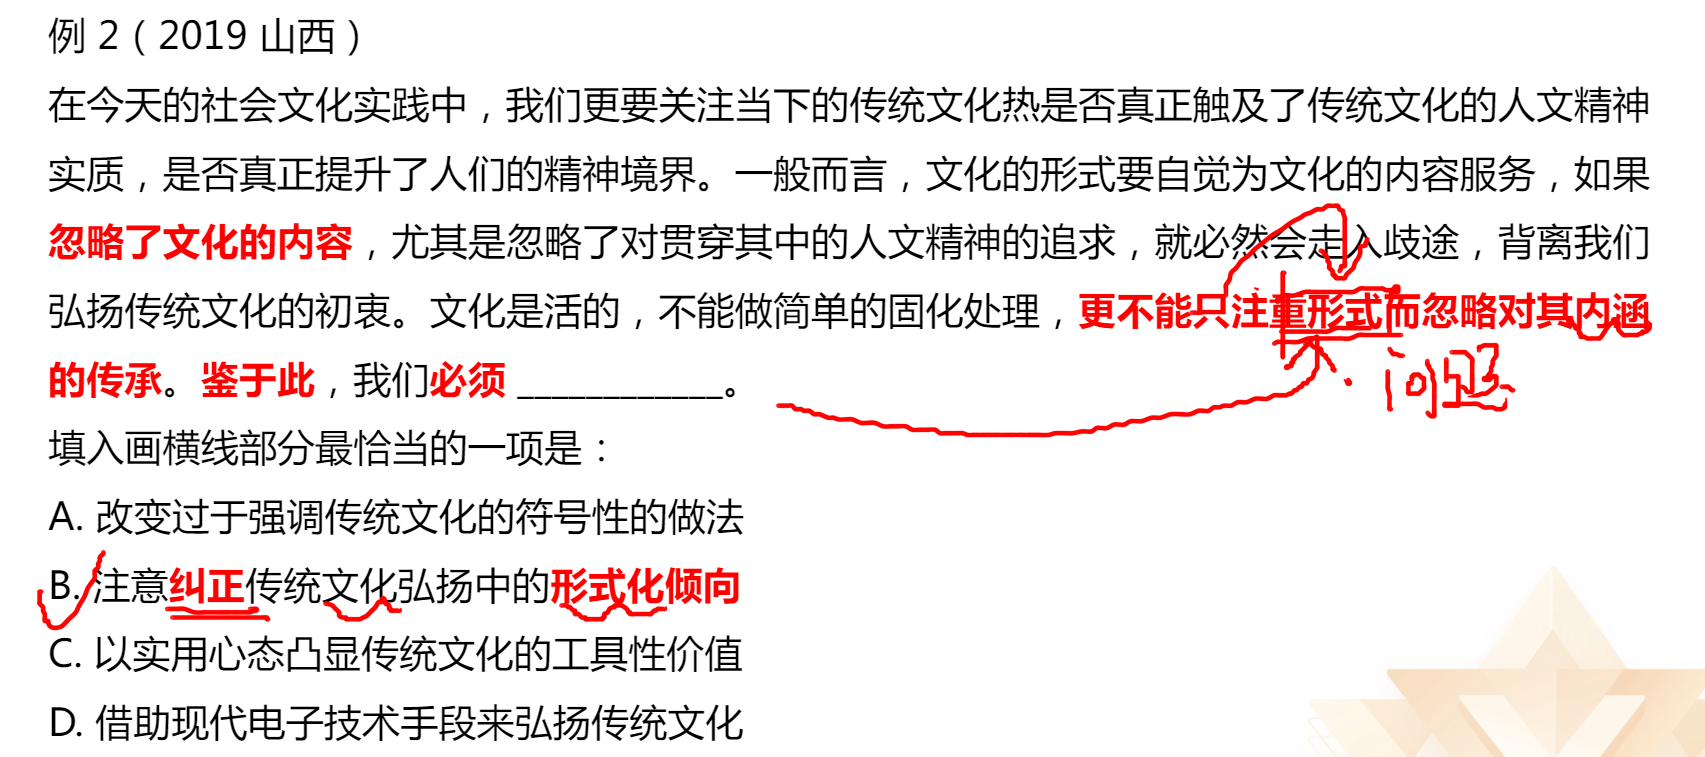 例 2（2019 山西）
在今天的社会文化实践中，我们更要关注当下的传统文化热是否真正触及了传统文化的人文精神
实质，是否真正提升了人们的精神境界。一般而言，文化的形式要自觉为文化的内容服务，如果
忽略了文化的内容，尤其是忽略了对贯穿其中的人文精神的追求，就必然会走入歧途，背离我们
弘扬传统文化的初衷。文化是活的，不能做简单的固化处理，更不能只注重形式而忽略对其内涵
的传承。鉴于此，我们必须 ____________。
问题
填入画横线部分最恰当的一项是：
A. 改变过于强调传统文化的符号性的做法
B. 注意纠正传统文化弘扬中的形式化倾向
C. 以实用心态凸显传统文化的工具性价值
D. 借助现代电子技术手段来弘扬传统文化